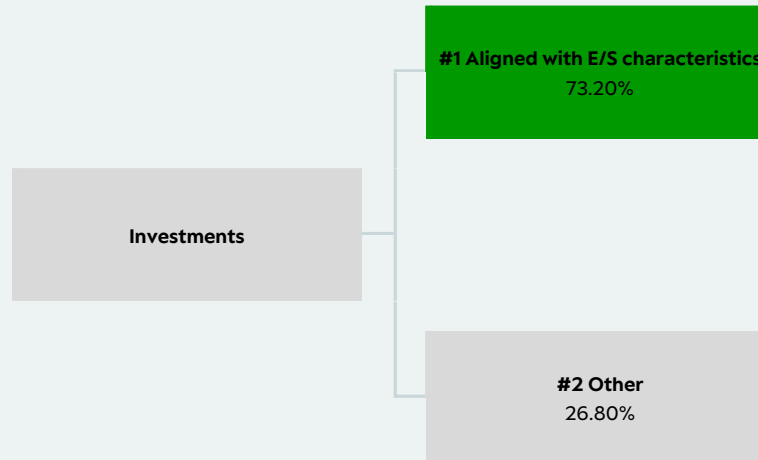 #1 Aligned with E/S characteristics
73.20%
Investments
#2 Other
26.80%